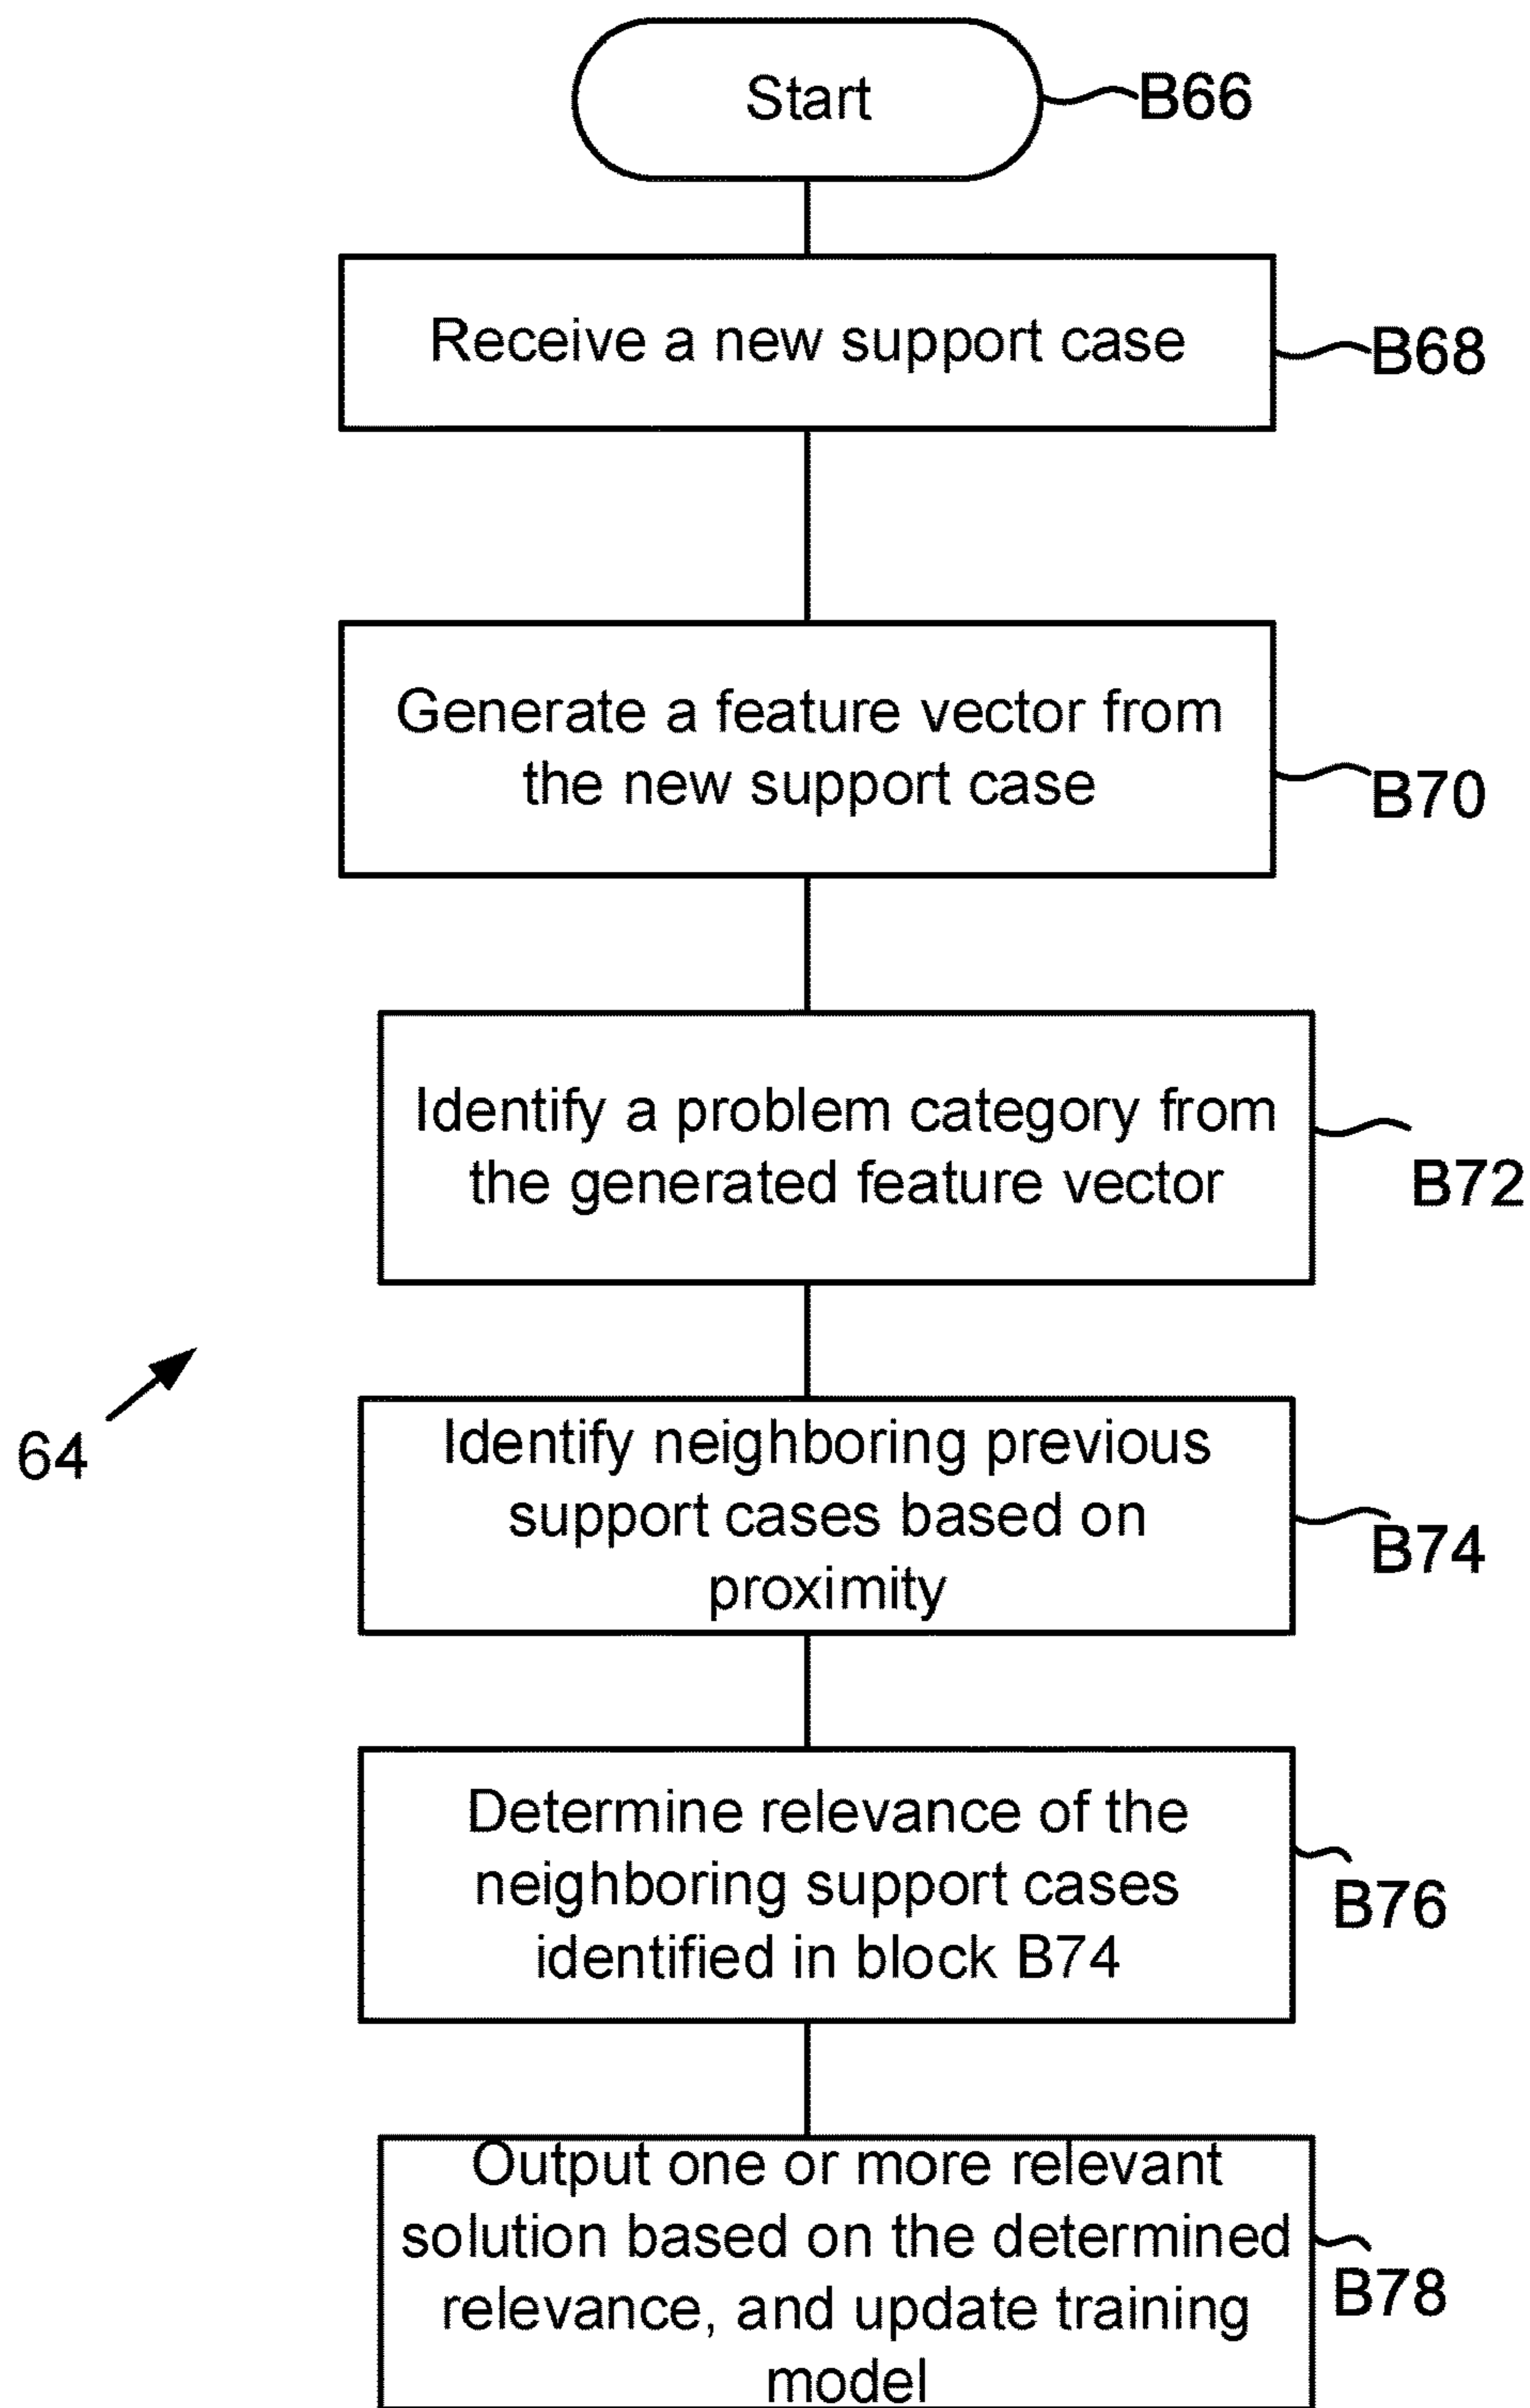 Start
B66
Receive a new support case
B68
Generate a feature vector from
the new support case
B70
Identify a problem category from
the generated feature vector
B72
64
Identify neighboring previous
support cases based on
proximity
B74
Determine relevance of the
neighboring support cases
identified in block B74
B76
Output one or more relevant
solution based on the determined
relevance, and update training
model
B78